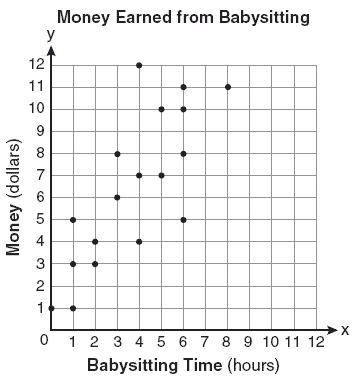 Money Earned from Babysitting
y
12
11
10
9
8
7
6
5
4
3
2
1
Money (dollars)
0 1 2 3 4 5 6 7 8 9 10 11 12 x
Babysitting Time (hours)